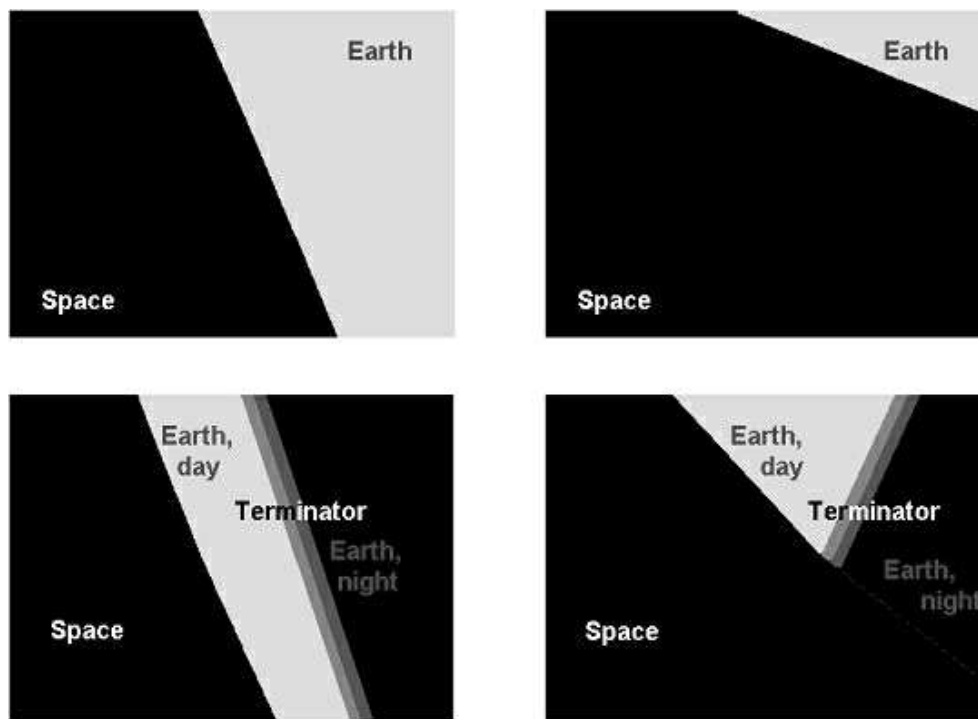 Earth
Space
Earth
Space
Earth,
day
Terminator
Earth,
night
Space
Earth,
day
Terminator
Earth,
night
Space